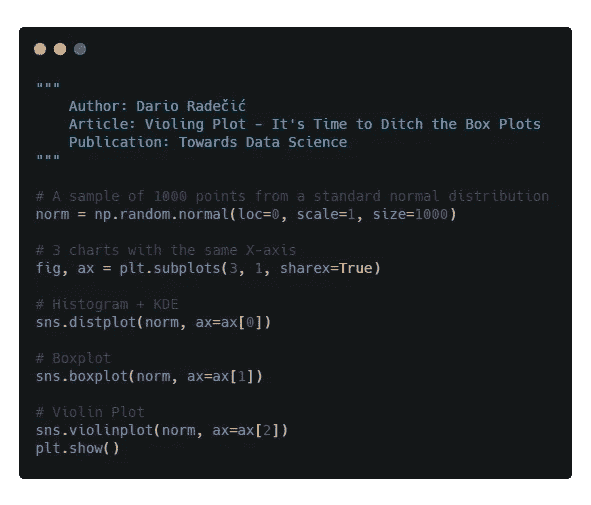 """
Author: Dario Radečić
Article: Violing Plot - It's Time to Ditch the Box Plots
Publication: Towards Data Science
"""
# A sample of 1000 points from a standard normal distribution
norm = np.random.normal(loc=0, scale=1, size=1000)
# 3 charts with the same X-axis
fig, ax = plt.subplots(3, 1, sharex=True)
# Histogram + KDE
sns.distplot(norm, ax=ax[0])
# Boxplot
sns.boxplot(norm, ax=ax[1])
# Violin Plot
sns.violinplot(norm, ax=ax[2])
plt.show()